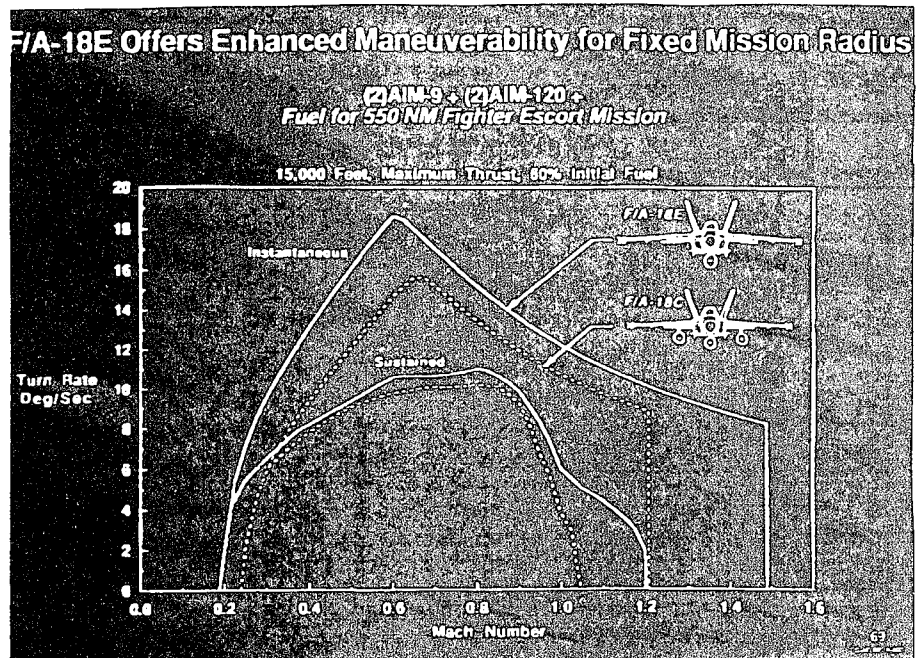 F/A-18E Offers Enhanced Maneuverability for Fixed Mission Radius
(2)AIM-9 + (2)AIM-120 +
Fuel for 550 NM Fighter Escort Mission
15,000 Feet, Maximum Thrust, 60% Initial Fuel
20
18
16
14
12
10
8
6
4
2
0
Turn Rate
Deg/Sec
Instantaneous
Sustained
F/A-18E
F/A-18C
0.0 0.2 0.4 0.6 0.8 1.0 1.2 1.4 1.6
Mach Number